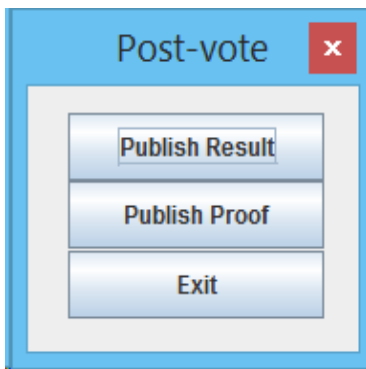 Post-vote
x
Publish Result
Publish Proof
Exit